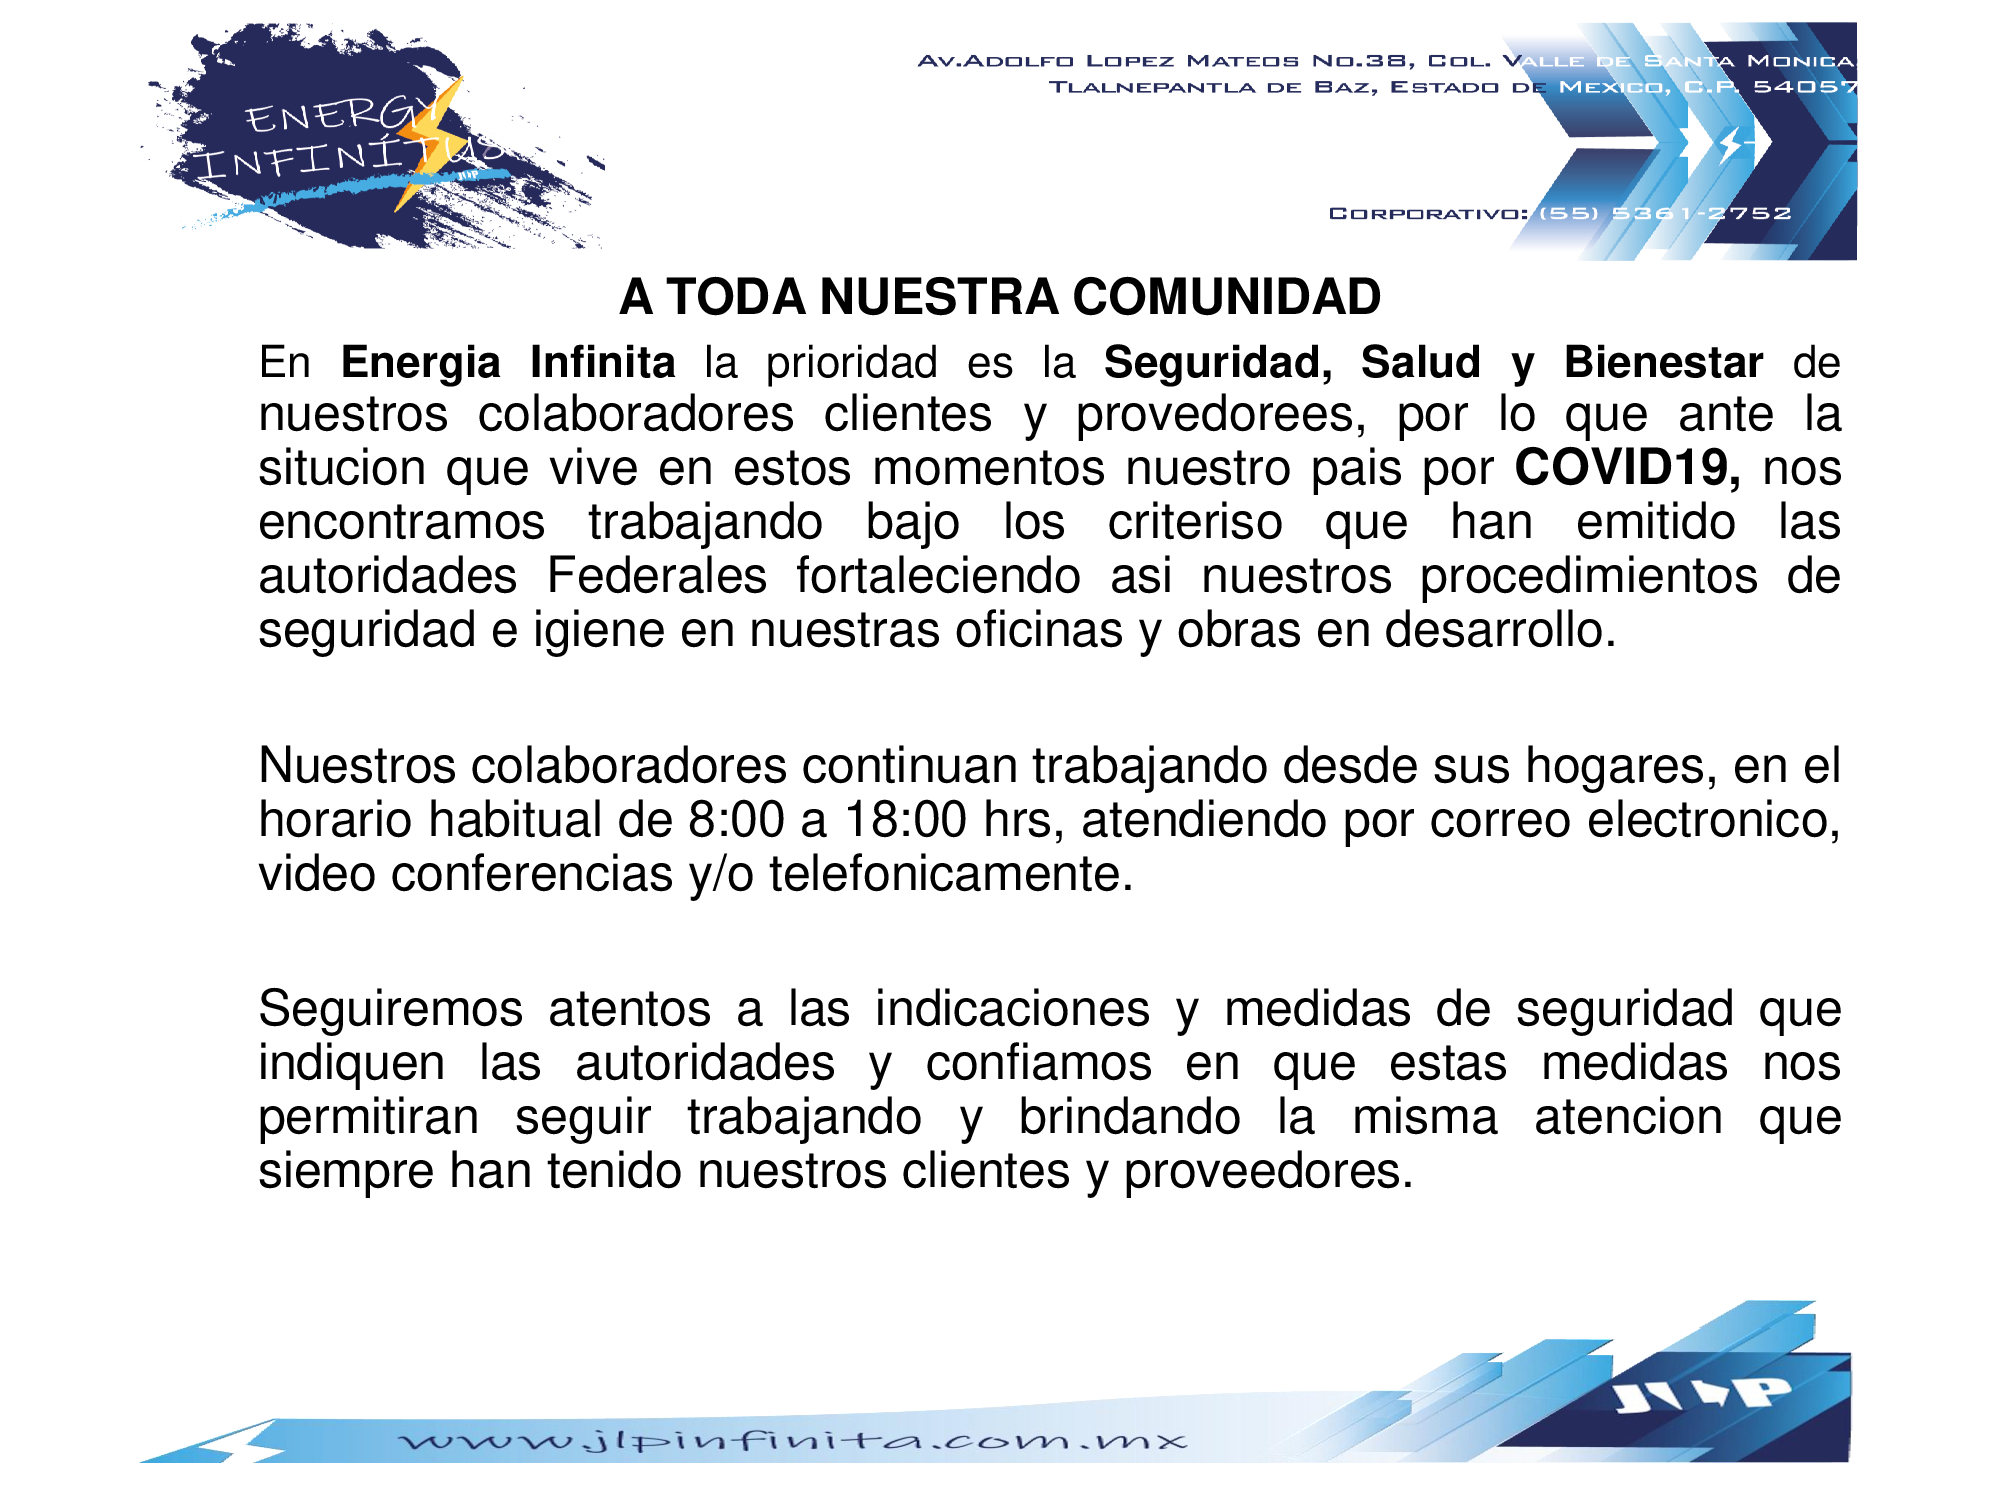 ENERGY
INFINÍTUS
JLP
Av.Adolfo Lopez Mateos No.38, Col. Valle de Santa Monica
Tlalnepantla de Baz, Estado de Mexico, C.P. 54057
Corporativo: (55) 5361-2752
A TODA NUESTRA COMUNIDAD
En Energia Infinita la prioridad es la Seguridad, Salud y Bienestar de
nuestros colaboradores clientes y provedorees, por lo que ante la
situcion que vive en estos momentos nuestro pais por COVID19, nos
encontramos trabajando bajo los criteriso que han emitido las
autoridades Federales fortaleciendo asi nuestros procedimientos de
seguridad e igiene en nuestras oficinas y obras en desarrollo.
Nuestros colaboradores continuan trabajando desde sus hogares, en el
horario habitual de 8:00 a 18:00 hrs, atendiendo por correo electronico,
video conferencias y/o telefonicamente.
Seguiremos atentos a las indicaciones y medidas de seguridad que
indiquen las autoridades y confiamos en que estas medidas nos
permitiran seguir trabajando y brindando la misma atencion que
siempre han tenido nuestros clientes y proveedores.
www.jlpinfinita.com.mx
JLP